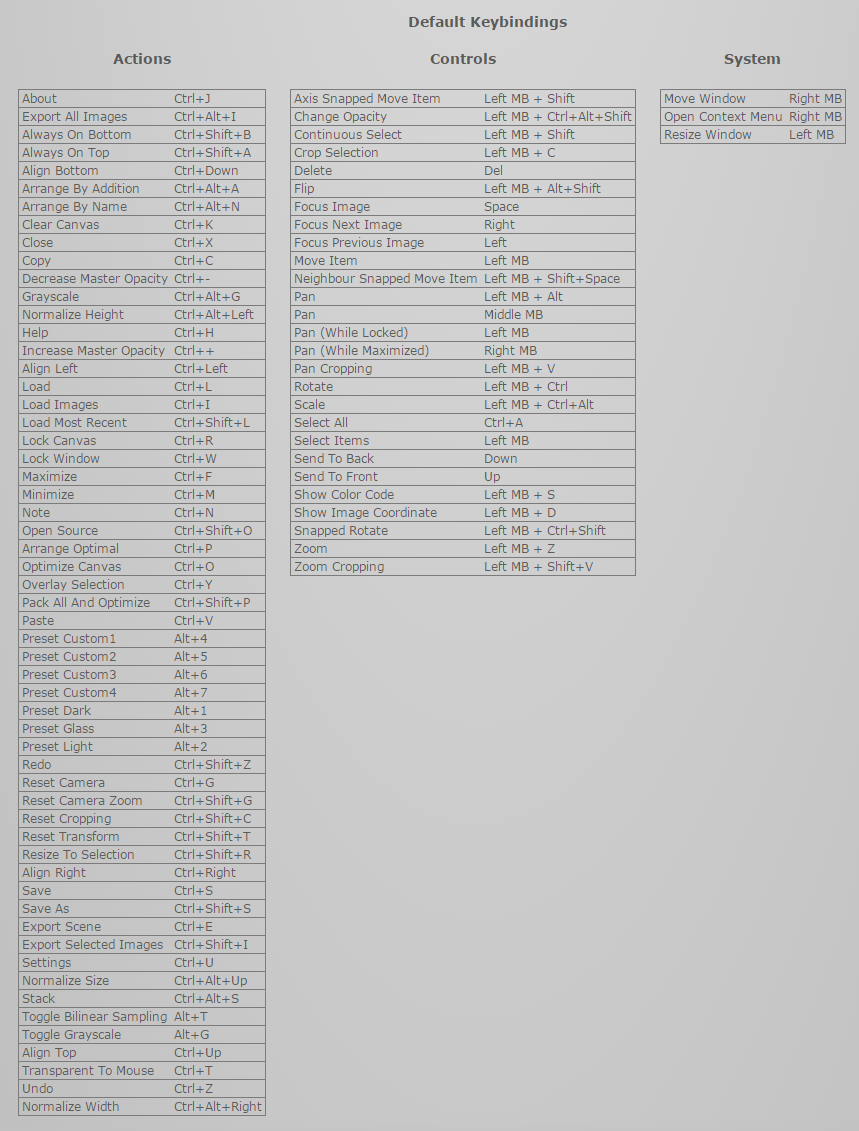 Default Keybindings
Actions
About Ctrl+J
Export All Images Ctrl+Alt+I
Always On Bottom Ctrl+Shift+B
Always On Top Ctrl+Shift+A
Align Bottom Ctrl+Down
Arrange By Addition Ctrl+Alt+A
Arrange By Name Ctrl+Alt+N
Clear Canvas Ctrl+K
Close Ctrl+X
Copy Ctrl+C
Decrease Master Opacity Ctrl+-
Grayscale Ctrl+Alt+G
Normalize Height Ctrl+Alt+Left
Help Ctrl+H
Increase Master Opacity Ctrl++
Align Left Ctrl+Left
Load Ctrl+L
Load Images Ctrl+I
Load Most Recent Ctrl+Shift+L
Lock Canvas Ctrl+R
Lock Window Ctrl+W
Maximize Ctrl+F
Minimize Ctrl+M
Note Ctrl+N
Open Source Ctrl+Shift+O
Arrange Optimal Ctrl+P
Optimize Canvas Ctrl+O
Overlay Selection Ctrl+Y
Pack All And Optimize Ctrl+Shift+P
Paste Ctrl+V
Preset Custom1 Alt+4
Preset Custom2 Alt+5
Preset Custom3 Alt+6
Preset Custom4 Alt+7
Preset Dark Alt+1
Preset Glass Alt+3
Preset Light Alt+2
Redo Ctrl+Shift+Z
Reset Camera Ctrl+G
Reset Camera Zoom Ctrl+Shift+G
Reset Cropping Ctrl+Shift+C
Reset Transform Ctrl+Shift+T
Resize To Selection Ctrl+Shift+R
Align Right Ctrl+Right
Save Ctrl+S
Save As Ctrl+Shift+S
Export Scene Ctrl+E
Export Selected Images Ctrl+Shift+I
Settings Ctrl+U
Normalize Size Ctrl+Alt+Up
Stack Ctrl+Alt+S
Toggle Bilinear Sampling Alt+T
Toggle Grayscale Alt+G
Align Top Ctrl+Up
Transparent To Mouse Ctrl+T
Undo Ctrl+Z
Normalize Width Ctrl+Alt+Right
Controls
Axis Snapped Move Item Left MB + Shift
Change Opacity Left MB + Ctrl+Alt+Shift
Continuous Select Left MB + Shift
Crop Selection Left MB + C
Delete Del
Flip Left MB + Alt+Shift
Focus Image Space
Focus Next Image Right
Focus Previous Image Left
Move Item Left MB
Neighbour Snapped Move Item Left MB + Shift+Space
Pan Left MB + Alt
Pan Middle MB
Pan (While Locked) Left MB
Pan (While Maximized) Right MB
Pan Cropping Left MB + V
Rotate Left MB + Ctrl
Scale Left MB + Ctrl+Alt
Select All Ctrl+A
Select Items Left MB
Send To Back Down
Send To Front Up
Show Color Code Left MB + S
Show Image Coordinate Left MB + D
Snapped Rotate Left MB + Ctrl+Shift
Zoom Left MB + Z
Zoom Cropping Left MB + Shift+V
System
Move Window Right MB
Open Context Menu Right MB
Resize Window Left MB